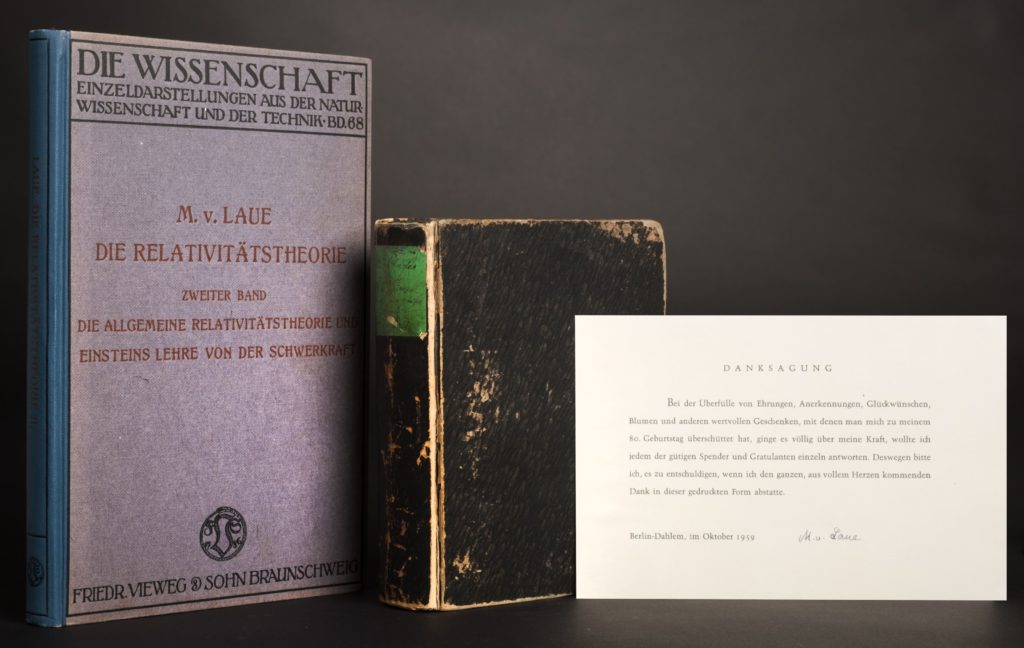 DIE WISSENSCHAFT
EINZELDARSTELLUNGEN AUS DER NATUR-
WISSENSCHAFT UND DER TECHNIK · BD. 68
M. v. LAUE
DIE RELATIVITÄTSTHEORIE
ZWEITER BAND
DIE ALLGEMEINE RELATIVITÄTSTHEORIE UND
EINSTEINS LEHRE VON DER SCHWERKRAFT
FRIEDR. VIEWEG & SOHN BRAUNSCHWEIG
DANKSAGUNG
Bei der Uberfülle von Ehrungen, Anerkennungen, Glückwünschen,
Blumen und anderen wertvollen Geschenken, mit denen man mich zu meinem
80. Geburtstag überschüttet hat, ginge es völlig über meine Kraft, wollte ich
jedem der gütigen Spender und Gratulanten einzeln antworten. Deswegen bitte
ich, es zu entschuldigen, wenn ich den ganzen, aus vollem Herzen kommenden
Dank in dieser gedruckten Form abstatte.
Berlin-Dahlem, im Oktober 1959 M. v. Laue